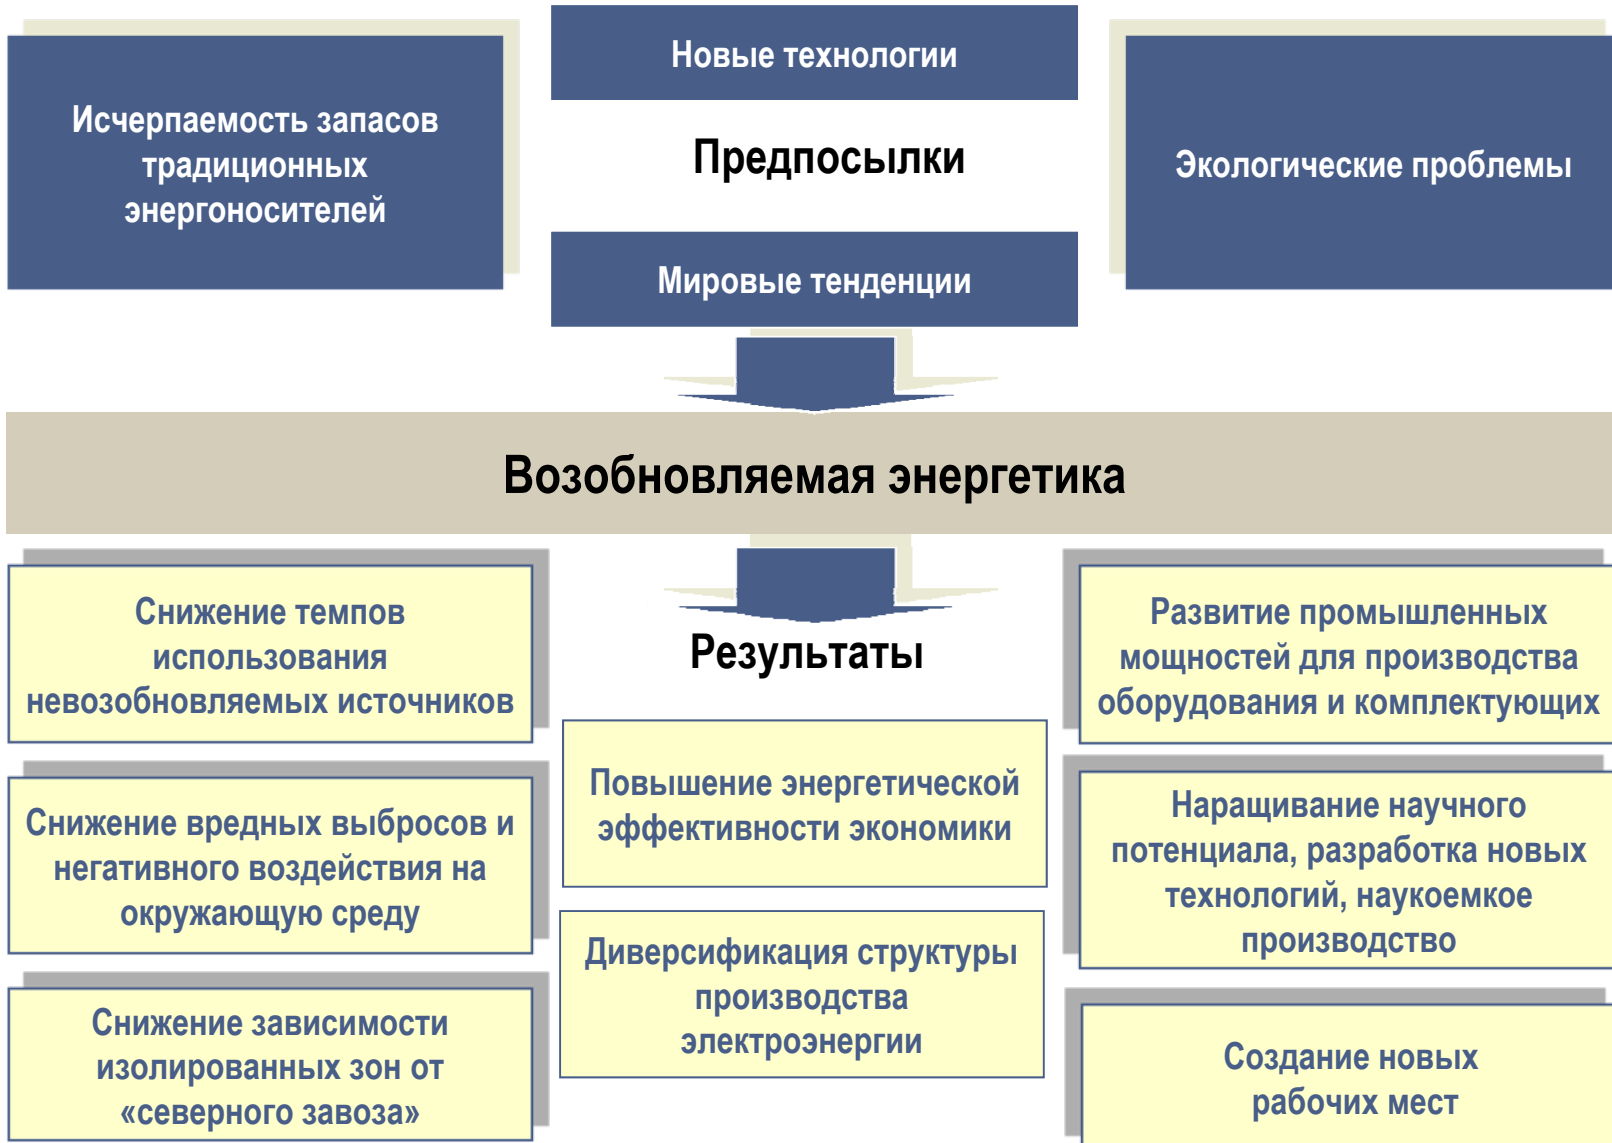 Новые технологии
Исчерпаемость запасов
традиционных
энергоносителей
Предпосылки
Экологические проблемы
Мировые тенденции
Возобновляемая энергетика
Результаты
Снижение темпов
использования
невозобновляемых источников
Снижение вредных выбросов и
негативного воздействия на
окружающую среду
Снижение зависимости
изолированных зон от
«северного завоза»
Повышение энергетической
эффективности экономики
Диверсификация структуры
производства
электроэнергии
Развитие промышленных
мощностей для производства
оборудования и комплектующих
Наращивание научного
потенциала, разработка новых
технологий, наукоемкое
производство
Создание новых
рабочих мест